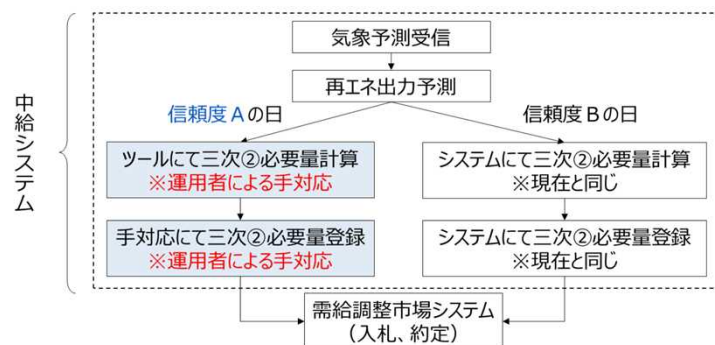 気象予測受信
再エネ出力予測
信頼度Aの日
信頼度Bの日
中給システム
ツールにて三次②必要量計算
※運用者による手対応
システムにて三次②必要量計算
※現在と同じ
手対応にて三次②必要量登録
※運用者による手対応
システムにて三次②必要量登録
※現在と同じ
需給調整市場システム
（入札、約定）